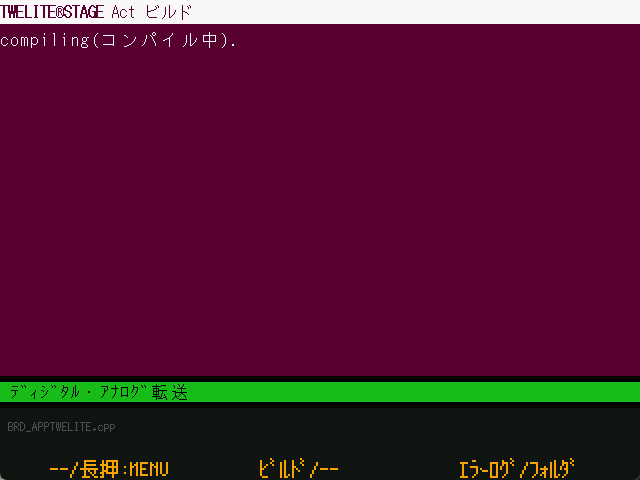 TWELITE®STAGE Act ビルド
compiling(コンパイル中).
ディジタル・アナログ転送
BRD_APPTWELITE.cpp
--/長押:MENU ビルド/-- エラーログ/フォルダ